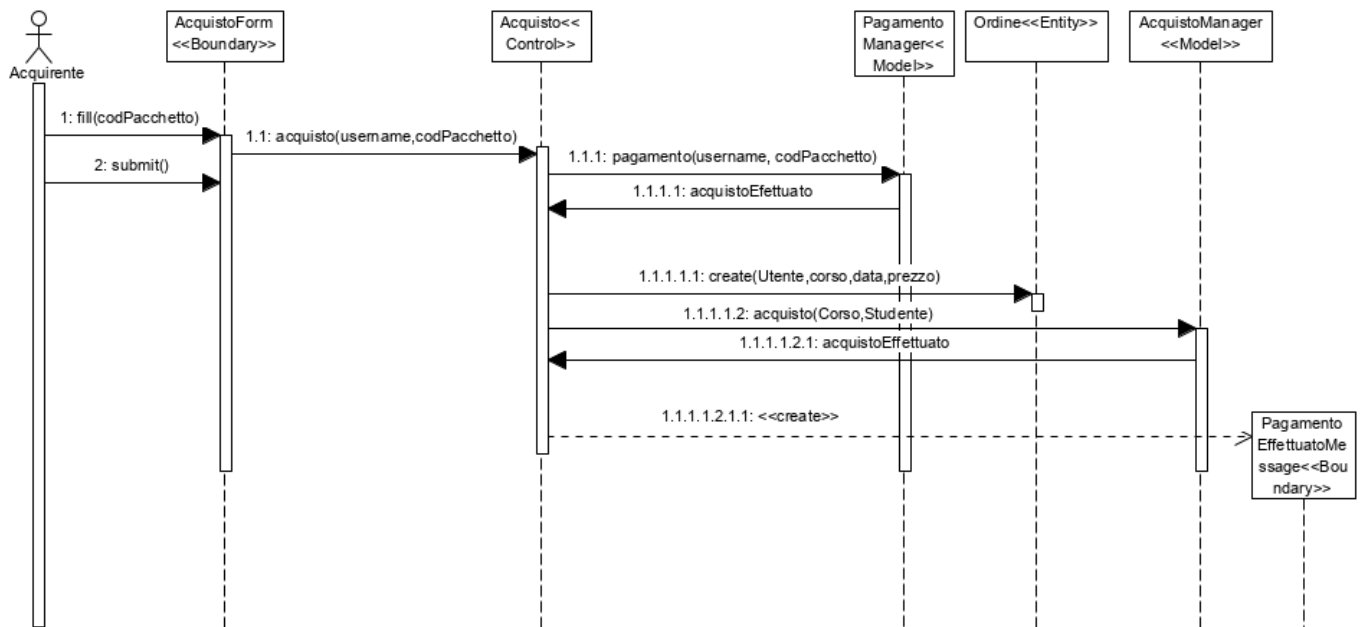 AcquistoForm
<<Boundary>>
Acquisto<<
Control>>
Pagamento
Manager<<
Model>>
Ordine<<Entity>>
AcquistoManager
<<Model>>
Acquirente
1: fill(codPacchetto)
1.1: acquisto(username,codPacchetto)
2: submit()
1.1.1: pagamento(username, codPacchetto)
1.1.1.1: acquistoEfettuato
1.1.1.1.1: create(Utente,corso,data,prezzo)
1.1.1.1.2: acquisto(Corso,Studente)
1.1.1.1.2.1: acquistoEffettuato
1.1.1.1.2.1.1: <<create>>
Pagamento
EffettuatoMe
ssage<<Bou
ndary>>